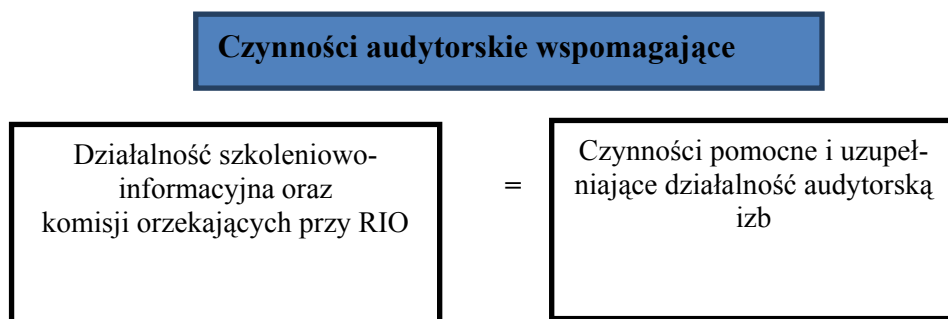 Czynności audytorskie wspomagające
Działalność szkoleniowo-
informacyjna oraz
komisji orzekających przy RIO
=
Czynności pomocne i uzupeł-
niające działalność audytorską
izb